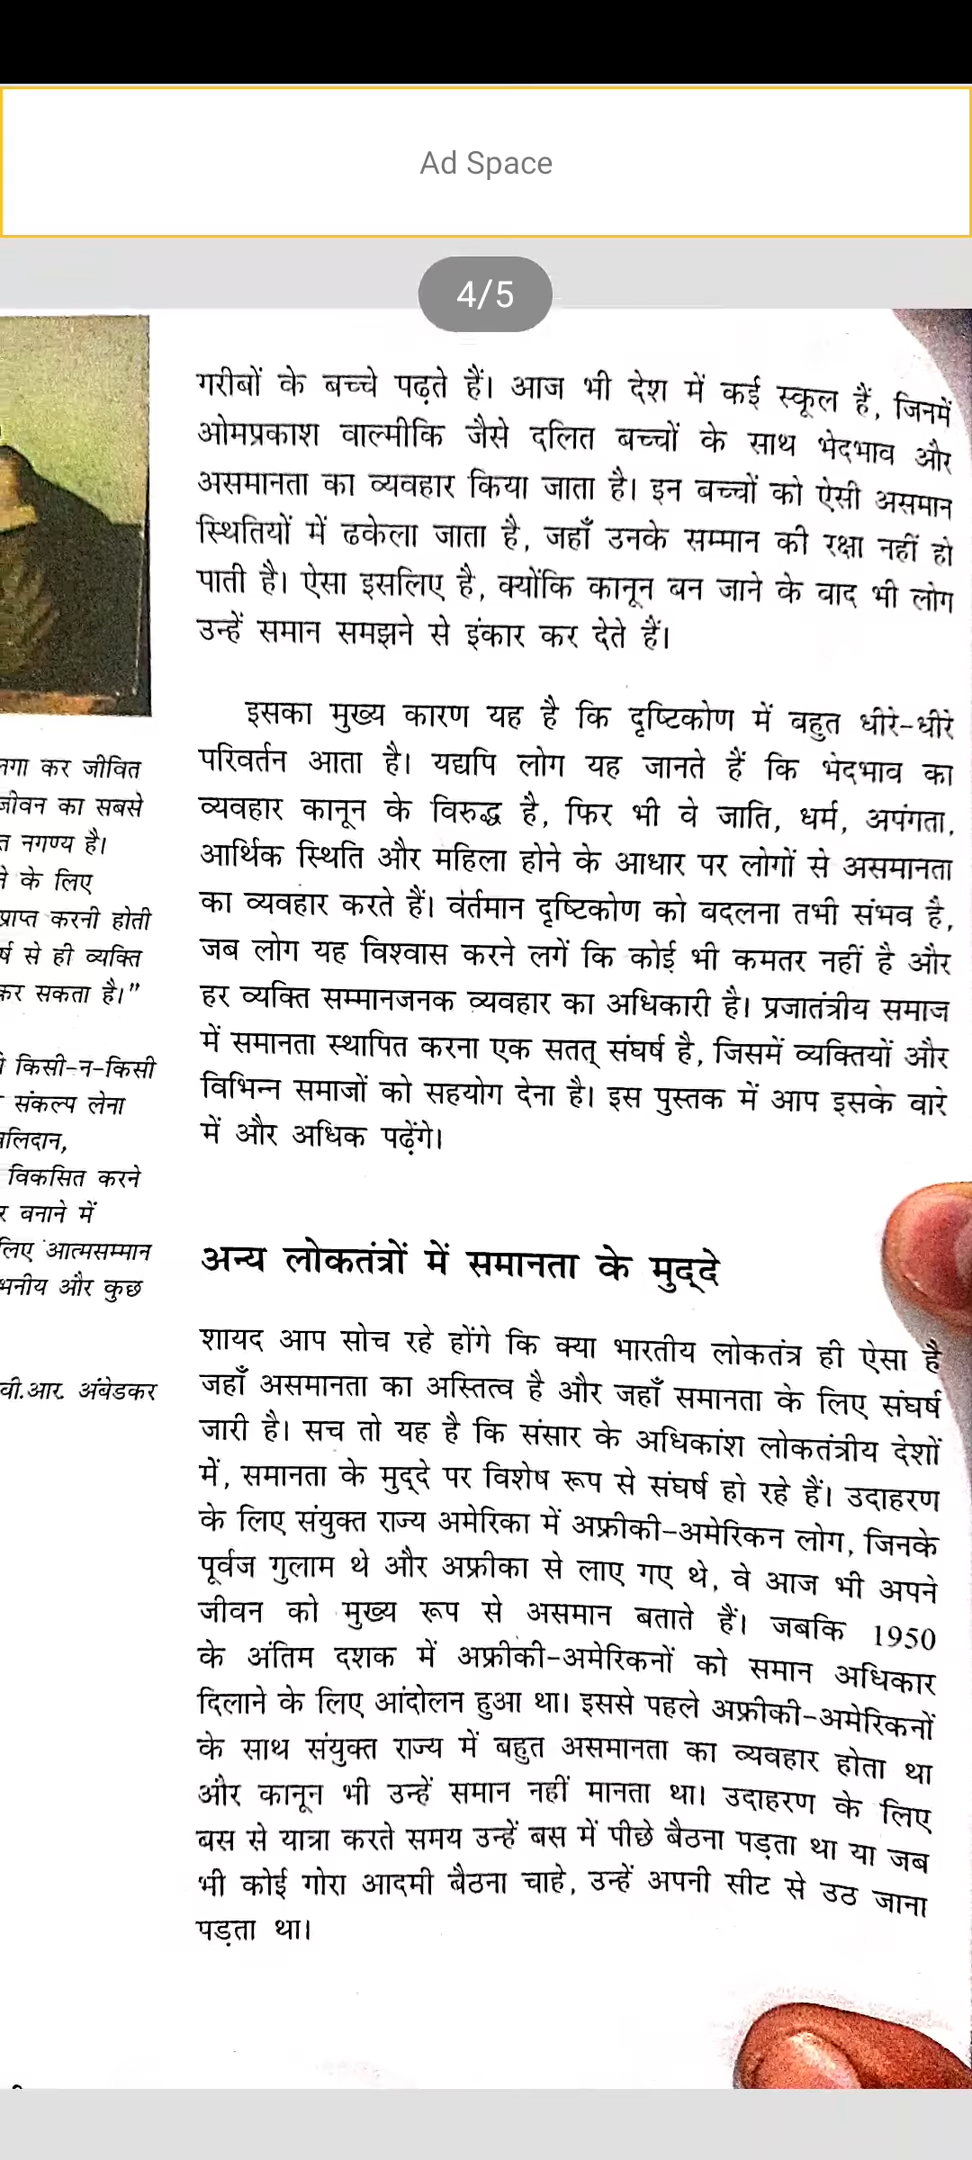 Ad Space
4/5
गरीबों के बच्चे पढ़ते हैं। आज भी देश में कई स्कूल हैं, जिनमें
ओमप्रकाश वाल्मीकि जैसे दलित बच्चों के साथ भेदभाव और
असमानता का व्यवहार किया जाता है। इन बच्चों को ऐसी असमान
स्थितियों में ढकेला जाता है, जहाँ उनके सम्मान की रक्षा नहीं हो
पाती है। ऐसा इसलिए है, क्योंकि कानून बन जाने के वाद भी लोग
उन्हें समान समझने से इंकार कर देते हैं।
इसका मुख्य कारण यह है कि दृष्टिकोण में बहुत धीरे-धीरे
परिवर्तन आता है। यद्यपि लोग यह जानते हैं कि भेदभाव का
व्यवहार कानून के विरुद्ध है, फिर भी वे जाति, धर्म, अपंगता,
आर्थिक स्थिति और महिला होने के आधार पर लोगों से असमानता
का व्यवहार करते हैं। वर्तमान दृष्टिकोण को बदलना तभी संभव है,
जब लोग यह विश्वास करने लगें कि कोई भी कमतर नहीं है और
हर व्यक्ति सम्मानजनक व्यवहार का अधिकारी है। प्रजातंत्रीय समाज
में समानता स्थापित करना एक सतत् संघर्ष है, जिसमें व्यक्तियों और
विभिन्न समाजों को सहयोग देना है। इस पुस्तक में आप इसके वारे
में और अधिक पढ़ेंगे।
अन्य लोकतंत्रों में समानता के मुद्दे
शायद आप सोच रहे होंगे कि क्या भारतीय लोकतंत्र ही ऐसा है
जहाँ असमानता का अस्तित्व है और जहाँ समानता के लिए संघर्ष
जारी है। सच तो यह है कि संसार के अधिकांश लोकतंत्रीय देशों
में, समानता के मुद्दे पर विशेष रूप से संघर्ष हो रहे हैं। उदाहरण
के लिए संयुक्त राज्य अमेरिका में अफ्रीकी-अमेरिकन लोग, जिनके
पूर्वज गुलाम थे और अफ्रीका से लाए गए थे, वे आज भी अपने
जीवन को मुख्य रूप से असमान बताते हैं। जबकि 1950
के अंतिम दशक में अफ्रीकी-अमेरिकनों को समान अधिकार
दिलाने के लिए आंदोलन हुआ था। इससे पहले अफ्रीकी-अमेरिकनों
के साथ संयुक्त राज्य में बहुत असमानता का व्यवहार होता था
और कानून भी उन्हें समान नहीं मानता था। उदाहरण के लिए
बस से यात्रा करते समय उन्हें बस में पीछे बैठना पड़ता था या जब
भी कोई गोरा आदमी बैठना चाहे, उन्हें अपनी सीट से उठ जाना
पड़ता था।
कर जीवित
जीवन का सबसे
नगण्य है।
के लिए
प्राप्त करनी होती
से ही व्यक्ति
कर सकता है।”
किसी-न-किसी
संकल्प लेना
विकसित करने
बनाने में
लिए आत्मसम्मान
और कुछ
वी.आर. अंबेडकर